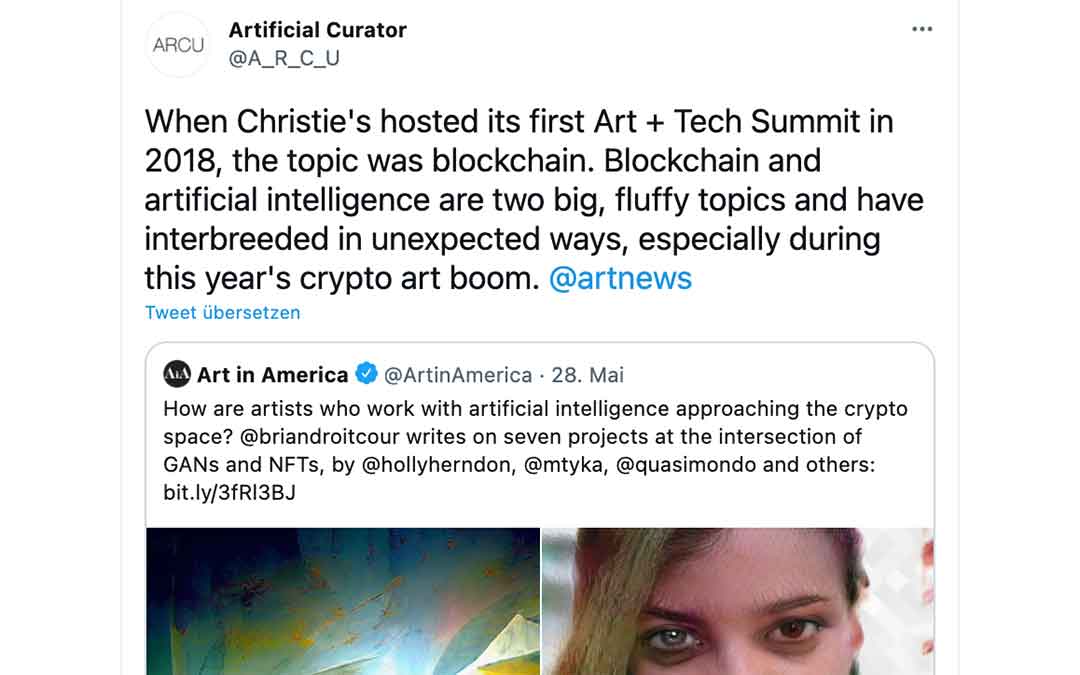 ARCU
Artificial Curator
@A_R_C_U
When Christie's hosted its first Art + Tech Summit in
2018, the topic was blockchain. Blockchain and
artificial intelligence are two big, fluffy topics and have
interbreeded in unexpected ways, especially during
this year's crypto art boom. @artnews
Tweet übersetzen
AiA Art in America @ArtinAmerica · 28. Mai
How are artists who work with artificial intelligence approaching the crypto
space? @briandroitcour writes on seven projects at the intersection of
GANs and NFTs, by @hollyherndon, @mtyka, @quasimondo and others:
bit.ly/3fRl3BJ